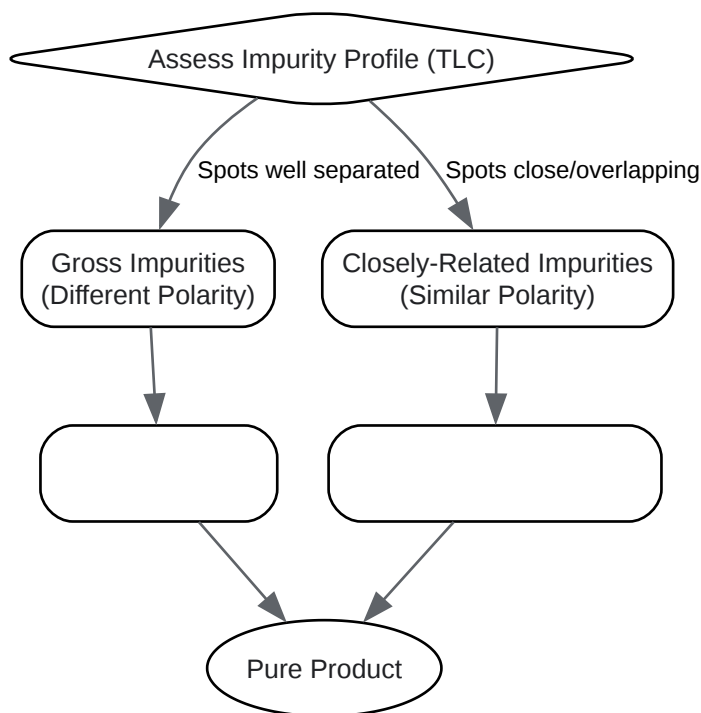 Assess Impurity Profile (TLC)
Spots well separated
Spots close/overlapping
Gross Impurities
(Different Polarity)
Closely-Related Impurities
(Similar Polarity)
Pure Product